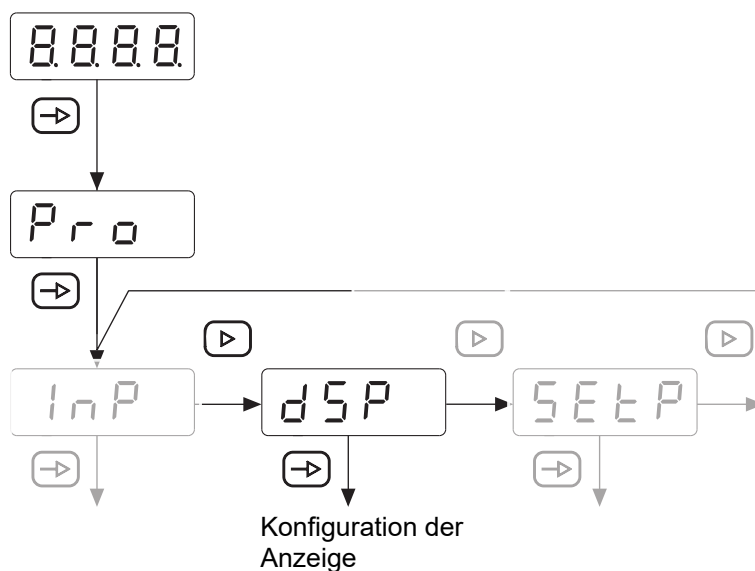 8.8.8.8.
Pro
InP dSP SEtP
Konfiguration der
Anzeige